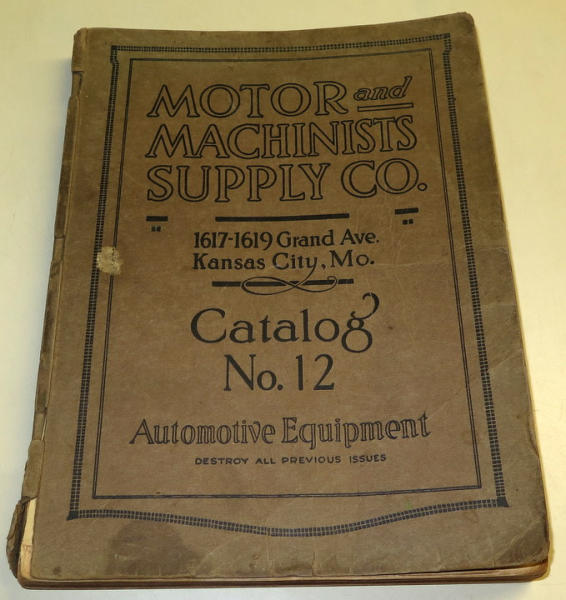 MOTOR and
MACHINISTS
SUPPLY CO.
1617-1619 Grand Ave.
Kansas City, Mo.
Catalog
No. 12
Automotive Equipment
DESTROY ALL PREVIOUS ISSUES